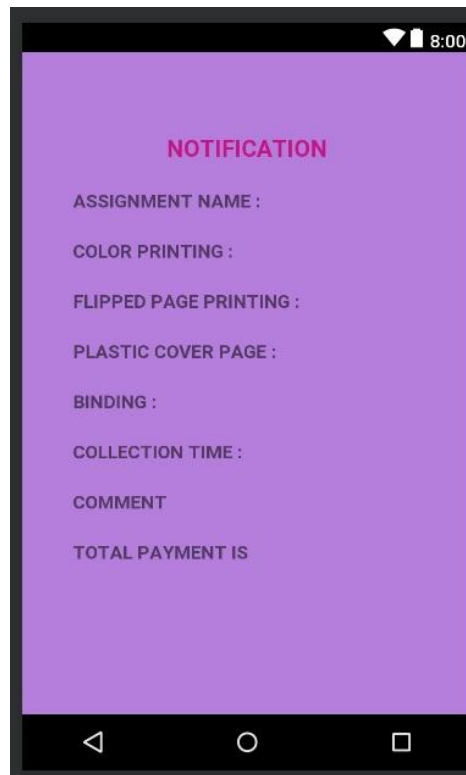 8:00
NOTIFICATION
ASSIGNMENT NAME :
COLOR PRINTING :
FLIPPED PAGE PRINTING :
PLASTIC COVER PAGE :
BINDING :
COLLECTION TIME :
COMMENT
TOTAL PAYMENT IS